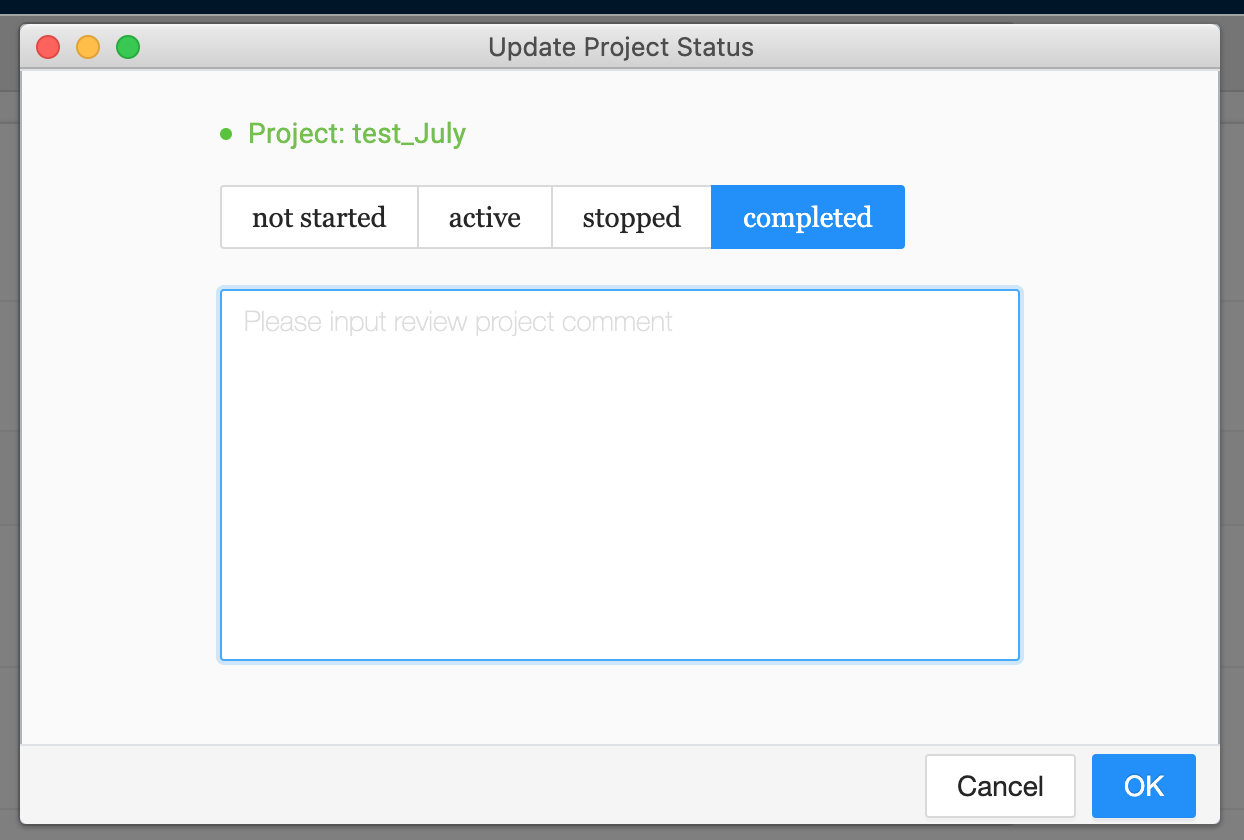 Update Project Status
Project: test_July
not started active stopped completed
Please input review project comment
Cancel OK